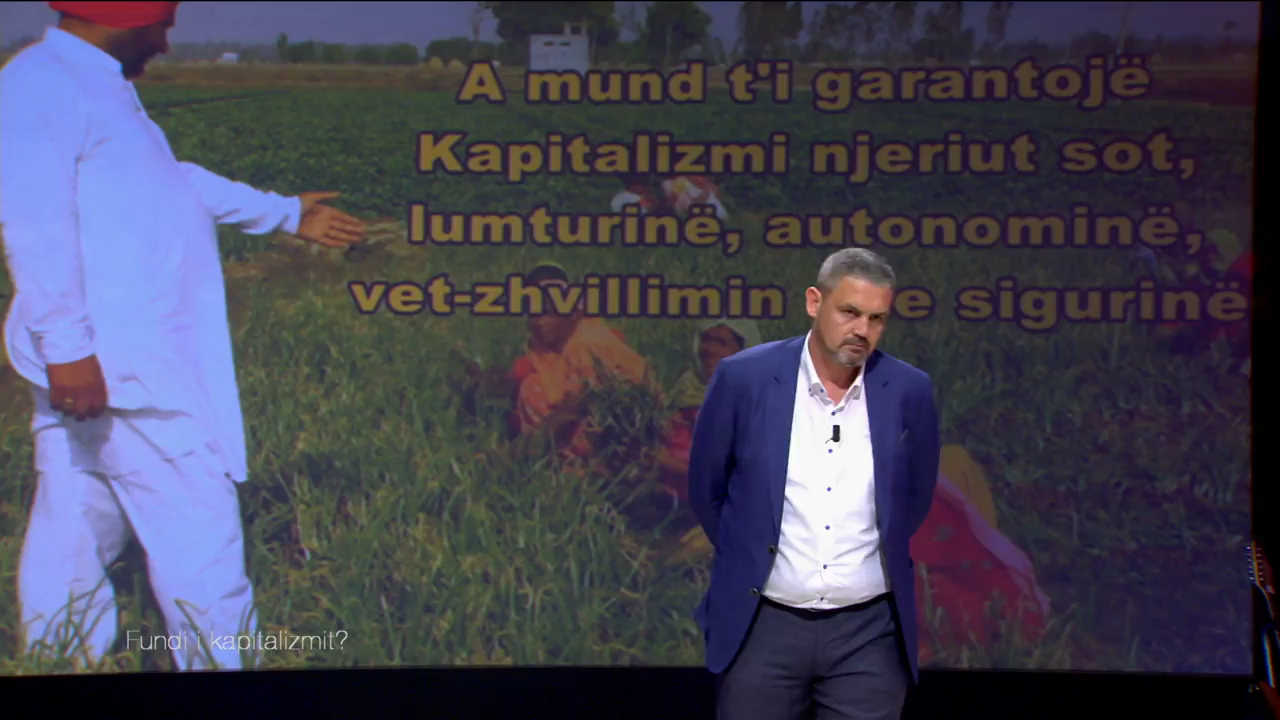 A mund t'i garantojë
Kapitalizmi njeriut sot,
lumturinë, autonominë,
vet-zhvillimin e sigurinë
Fundi i kapitalizmit?